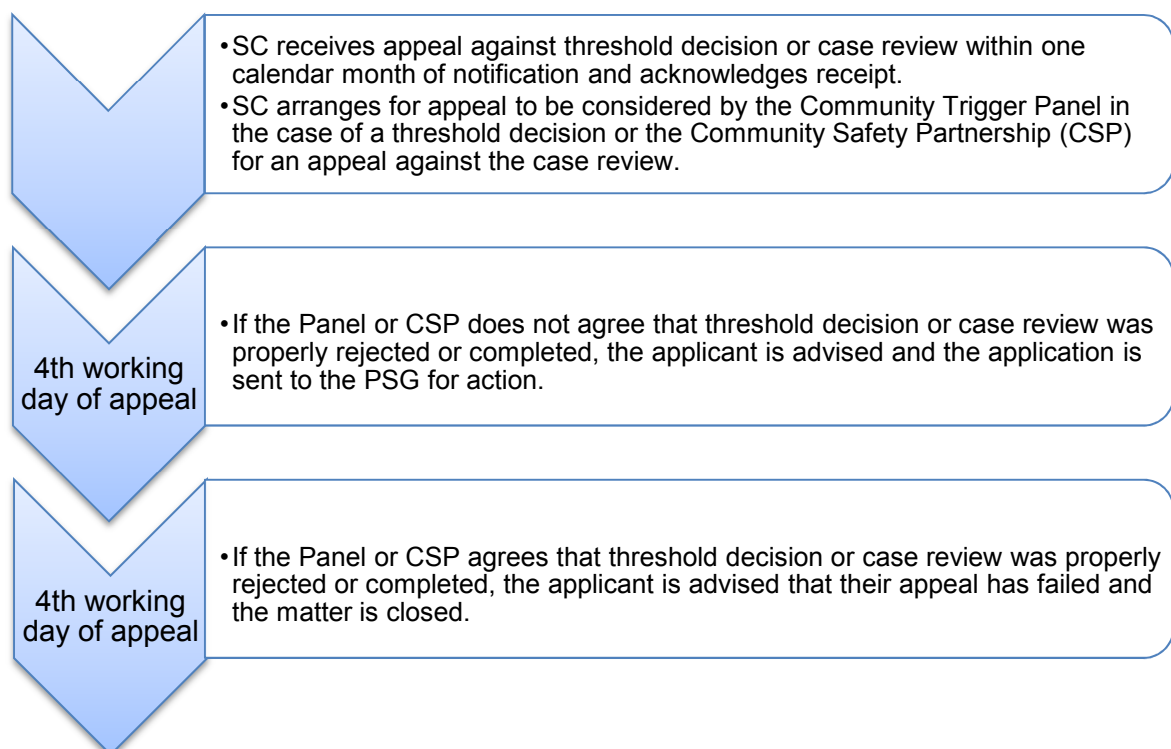 •SC receives appeal against threshold decision or case review within one
calendar month of notification and acknowledges receipt.
•SC arranges for appeal to be considered by the Community Trigger Panel in
the case of a threshold decision or the Community Safety Partnership (CSP)
for an appeal against the case review.
4th working
day of appeal
•If the Panel or CSP does not agree that threshold decision or case review was
properly rejected or completed, the applicant is advised and the application is
sent to the PSG for action.
4th working
day of appeal
•If the Panel or CSP agrees that threshold decision or case review was properly
rejected or completed, the applicant is advised that their appeal has failed and
the matter is closed.